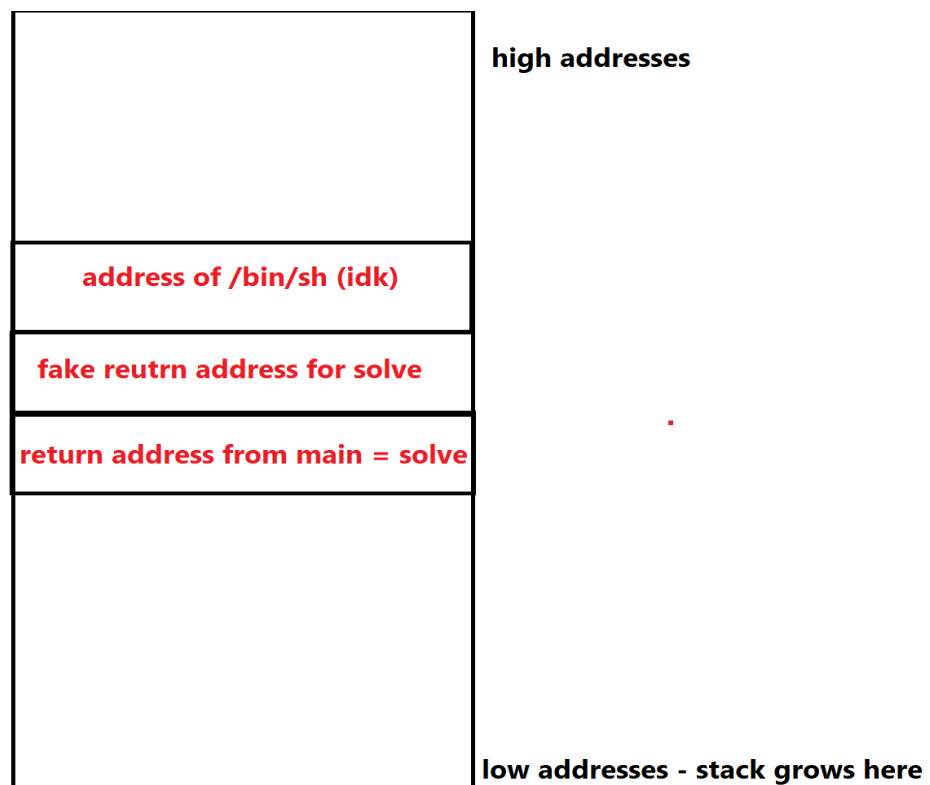 high addresses
address of /bin/sh (idk)
fake reutrn address for solve
return address from main = solve
low addresses - stack grows here